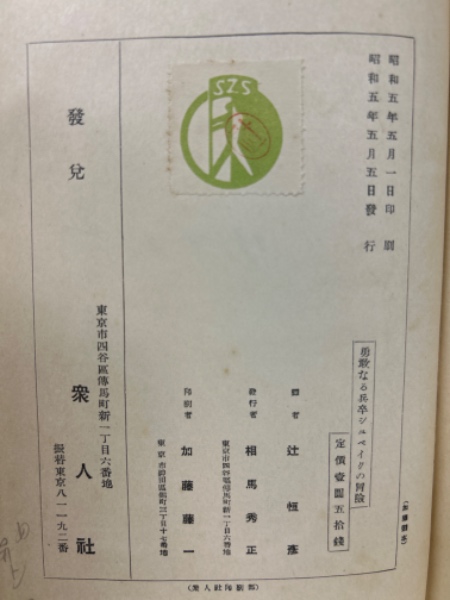 昭和五年五月一日印刷
昭和五年五月五日發行
勇敢なる兵卒シュベイクの冒險
定價壹圓五拾錢
譯者 辻恒彦
發行者 相馬秀正
東京市四谷區傳馬町新一丁目六番地
印刷者 加藤藤一
發兌
東京市四谷區傳馬町新一丁目六番地
衆人社
振替東京八一一九二番
SZS